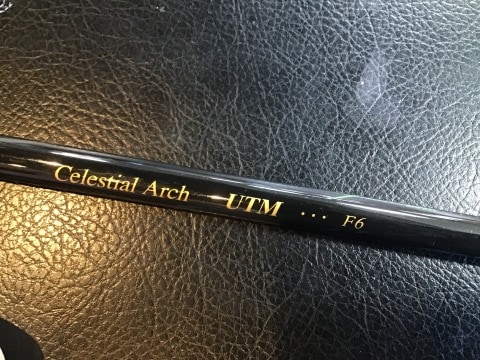 Celestial Arch UTM ... F6